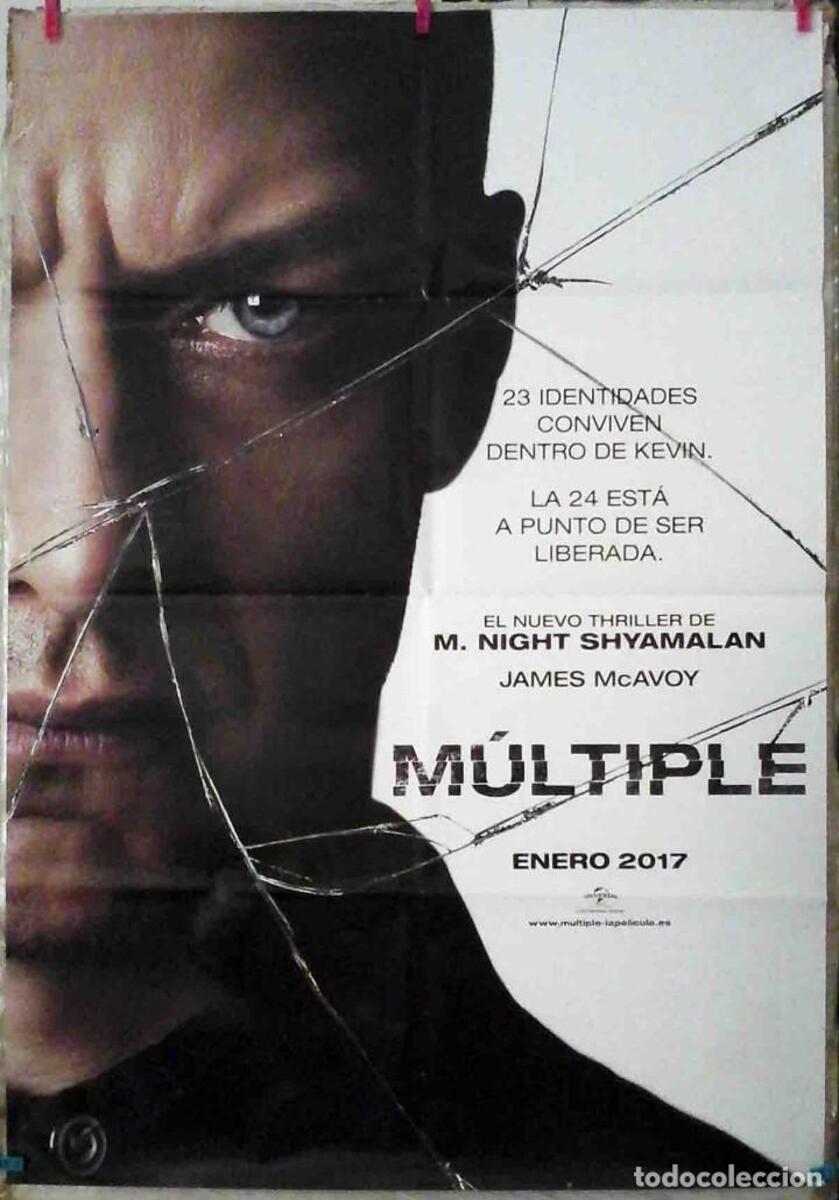 23 IDENTIDADES
CONVIVEN
DENTRO DE KEVIN.
LA 24 ESTÁ
A PUNTO DE SER
LIBERADA.
EL NUEVO THRILLER DE
M. NIGHT SHYAMALAN
JAMES McAVOY
MÚLTIPLE
ENERO 2017
UNIVERSAL
www.multiple-lapelicula.es
todocoleccion